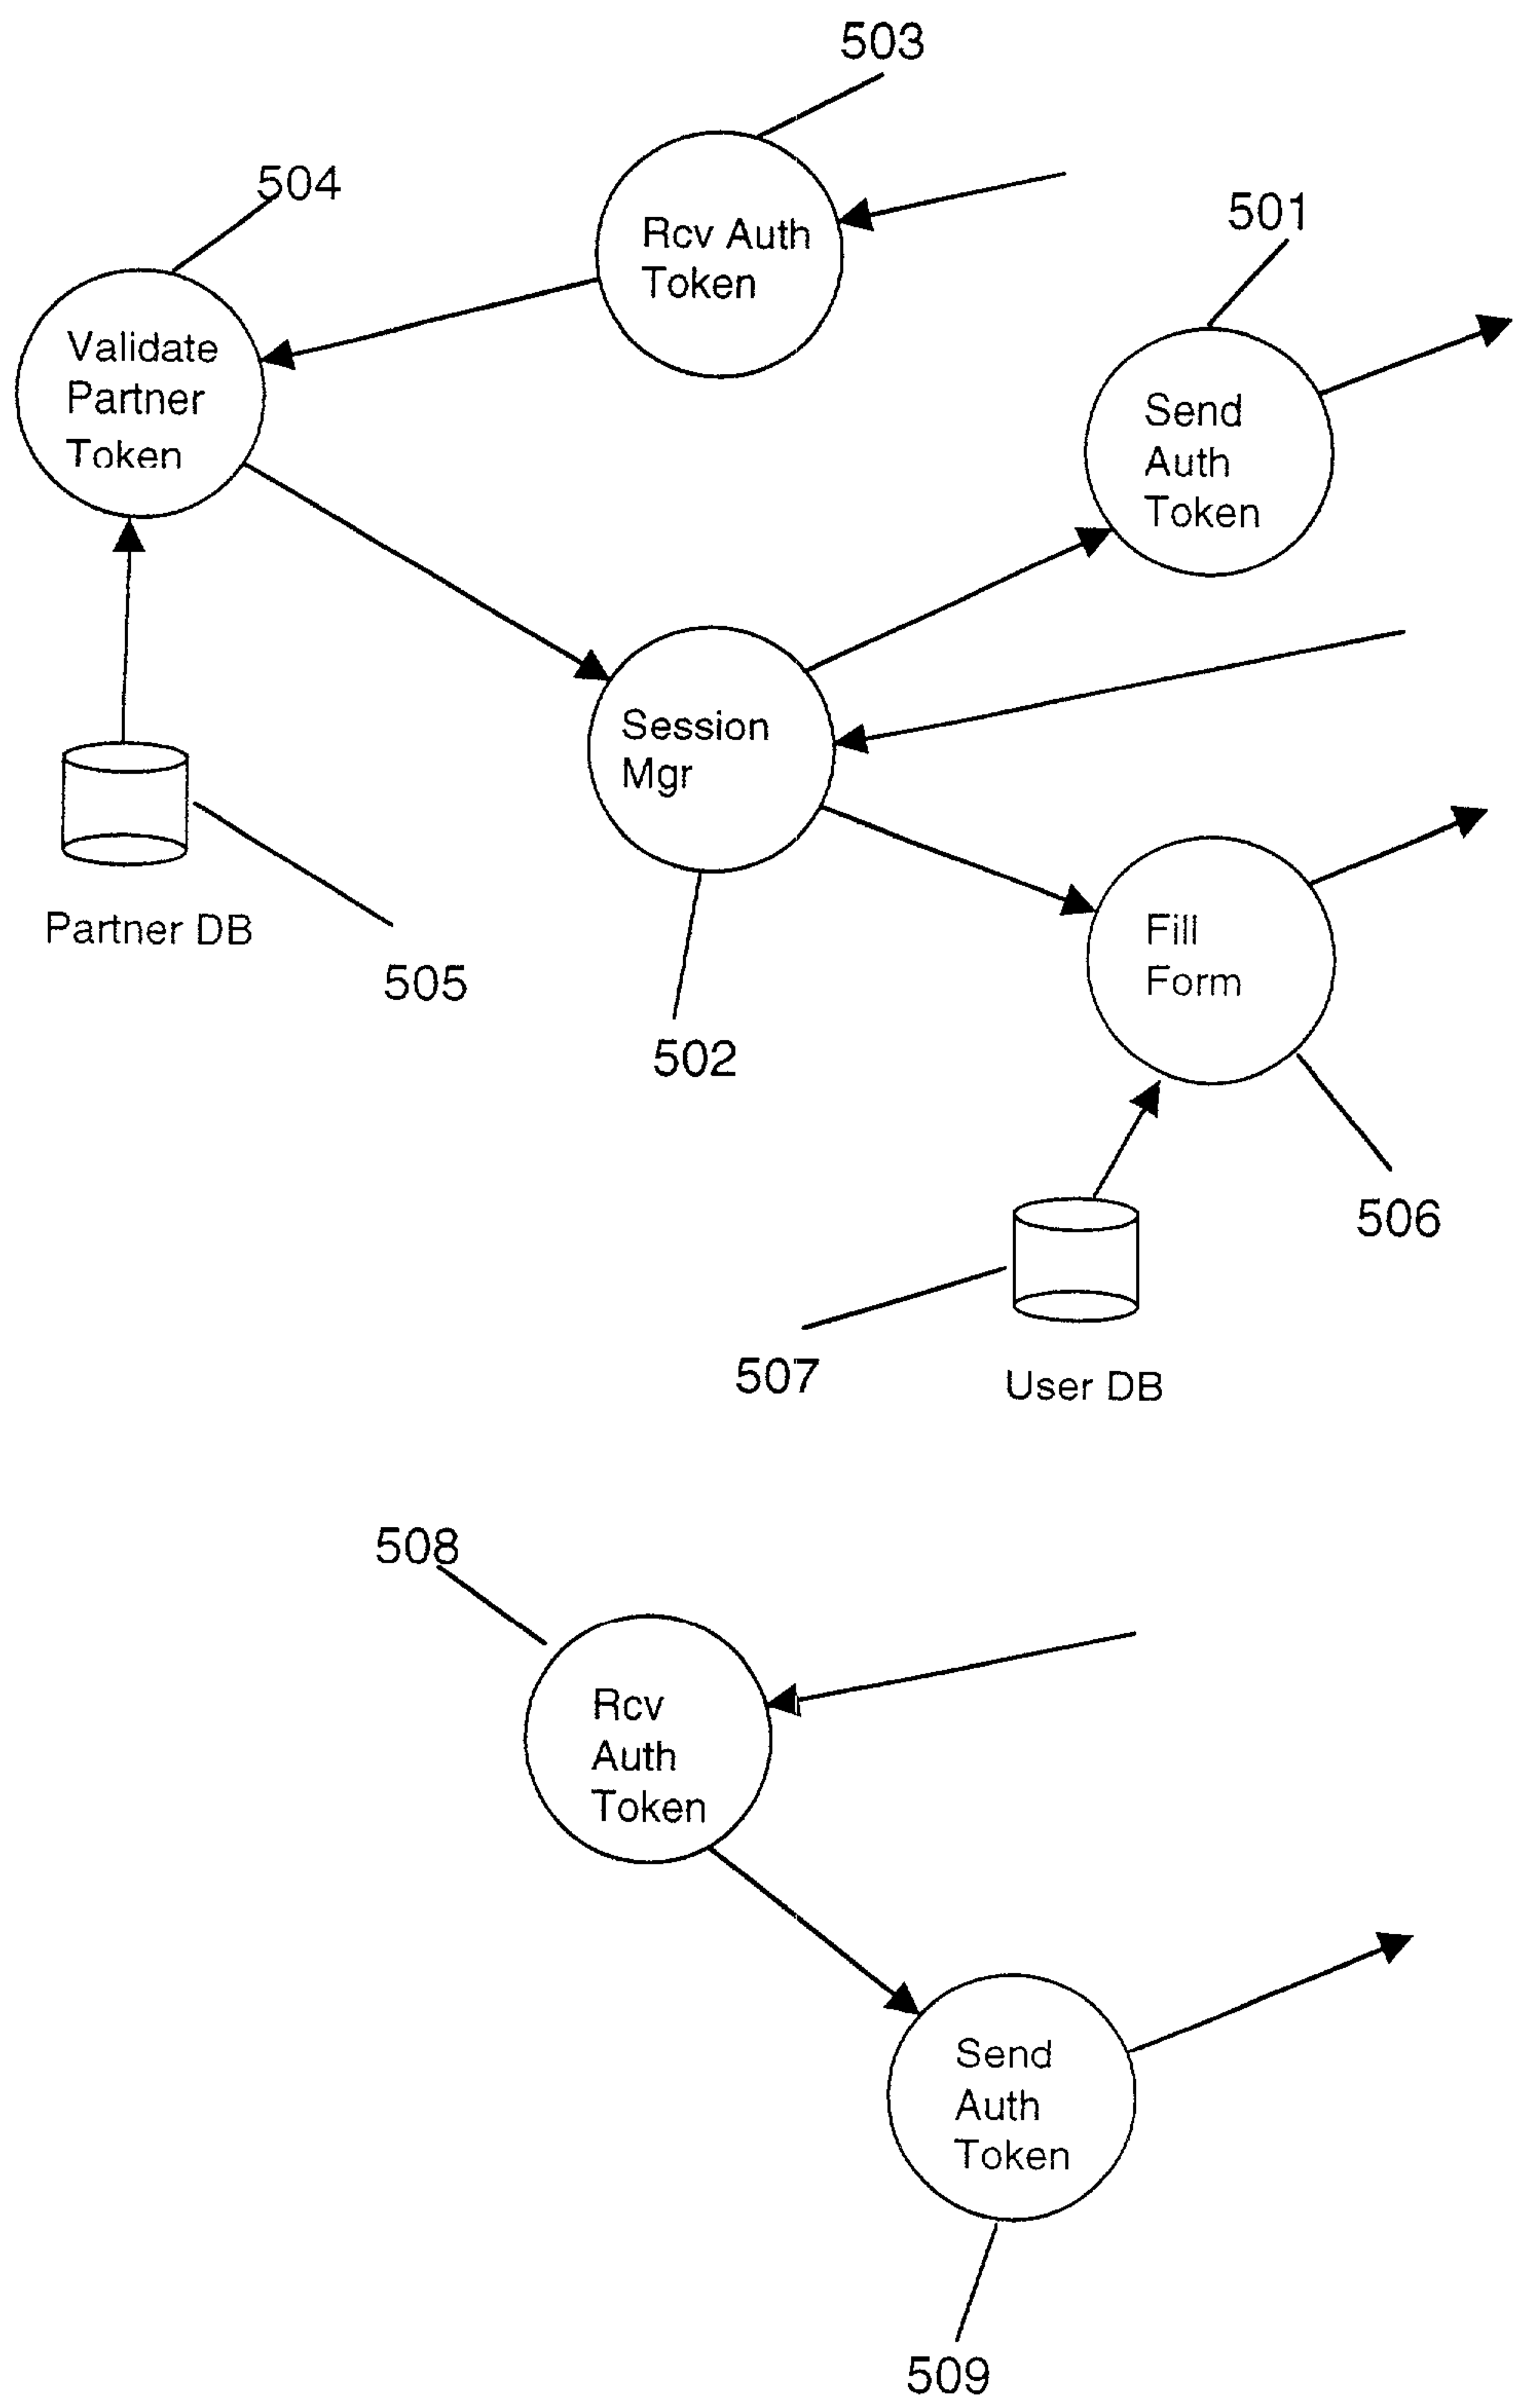 503
504
501
Rcv Auth
Token
Validate
Partner
Token
Send
Auth
Token
Session
Mgr
Partner DB
505
502
Fill
Form
506
507
User DB
508
Rcv
Auth
Token
Send
Auth
Token
509